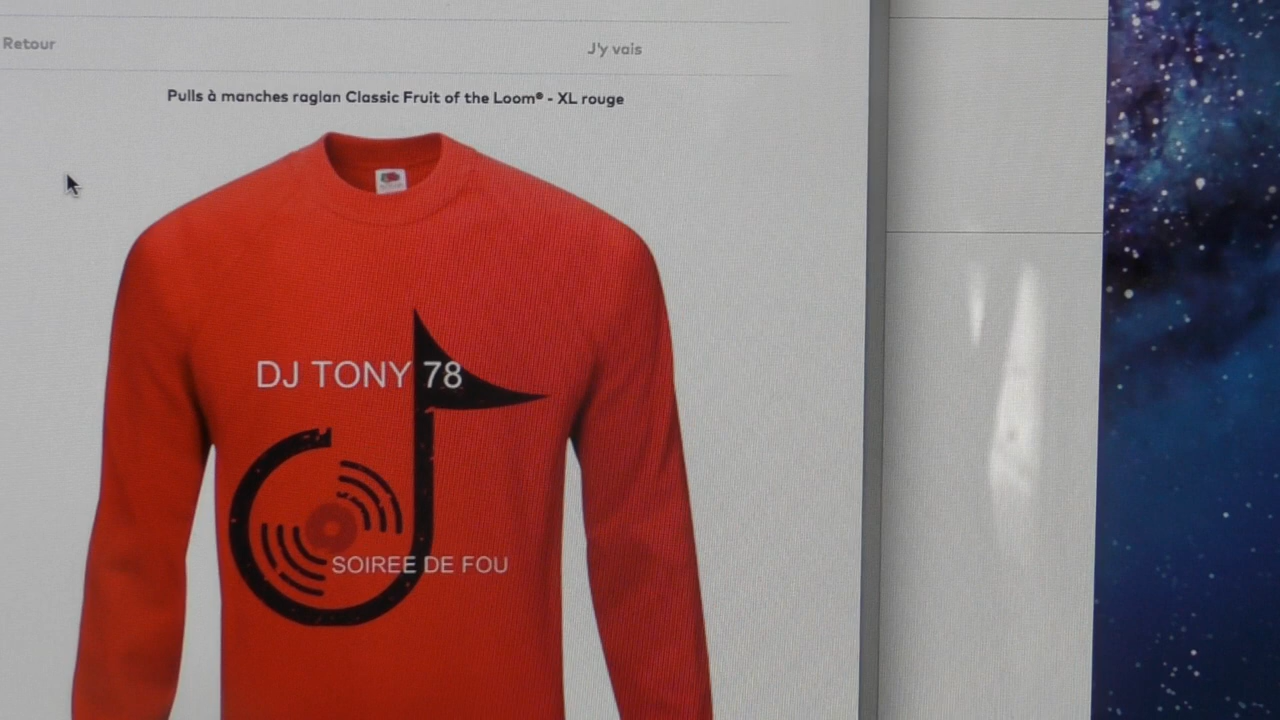 Retour
J'y vais
Pulls à manches raglan Classic Fruit of the Loom® - XL rouge
DJ TONY 78
SOIREE DE FOU